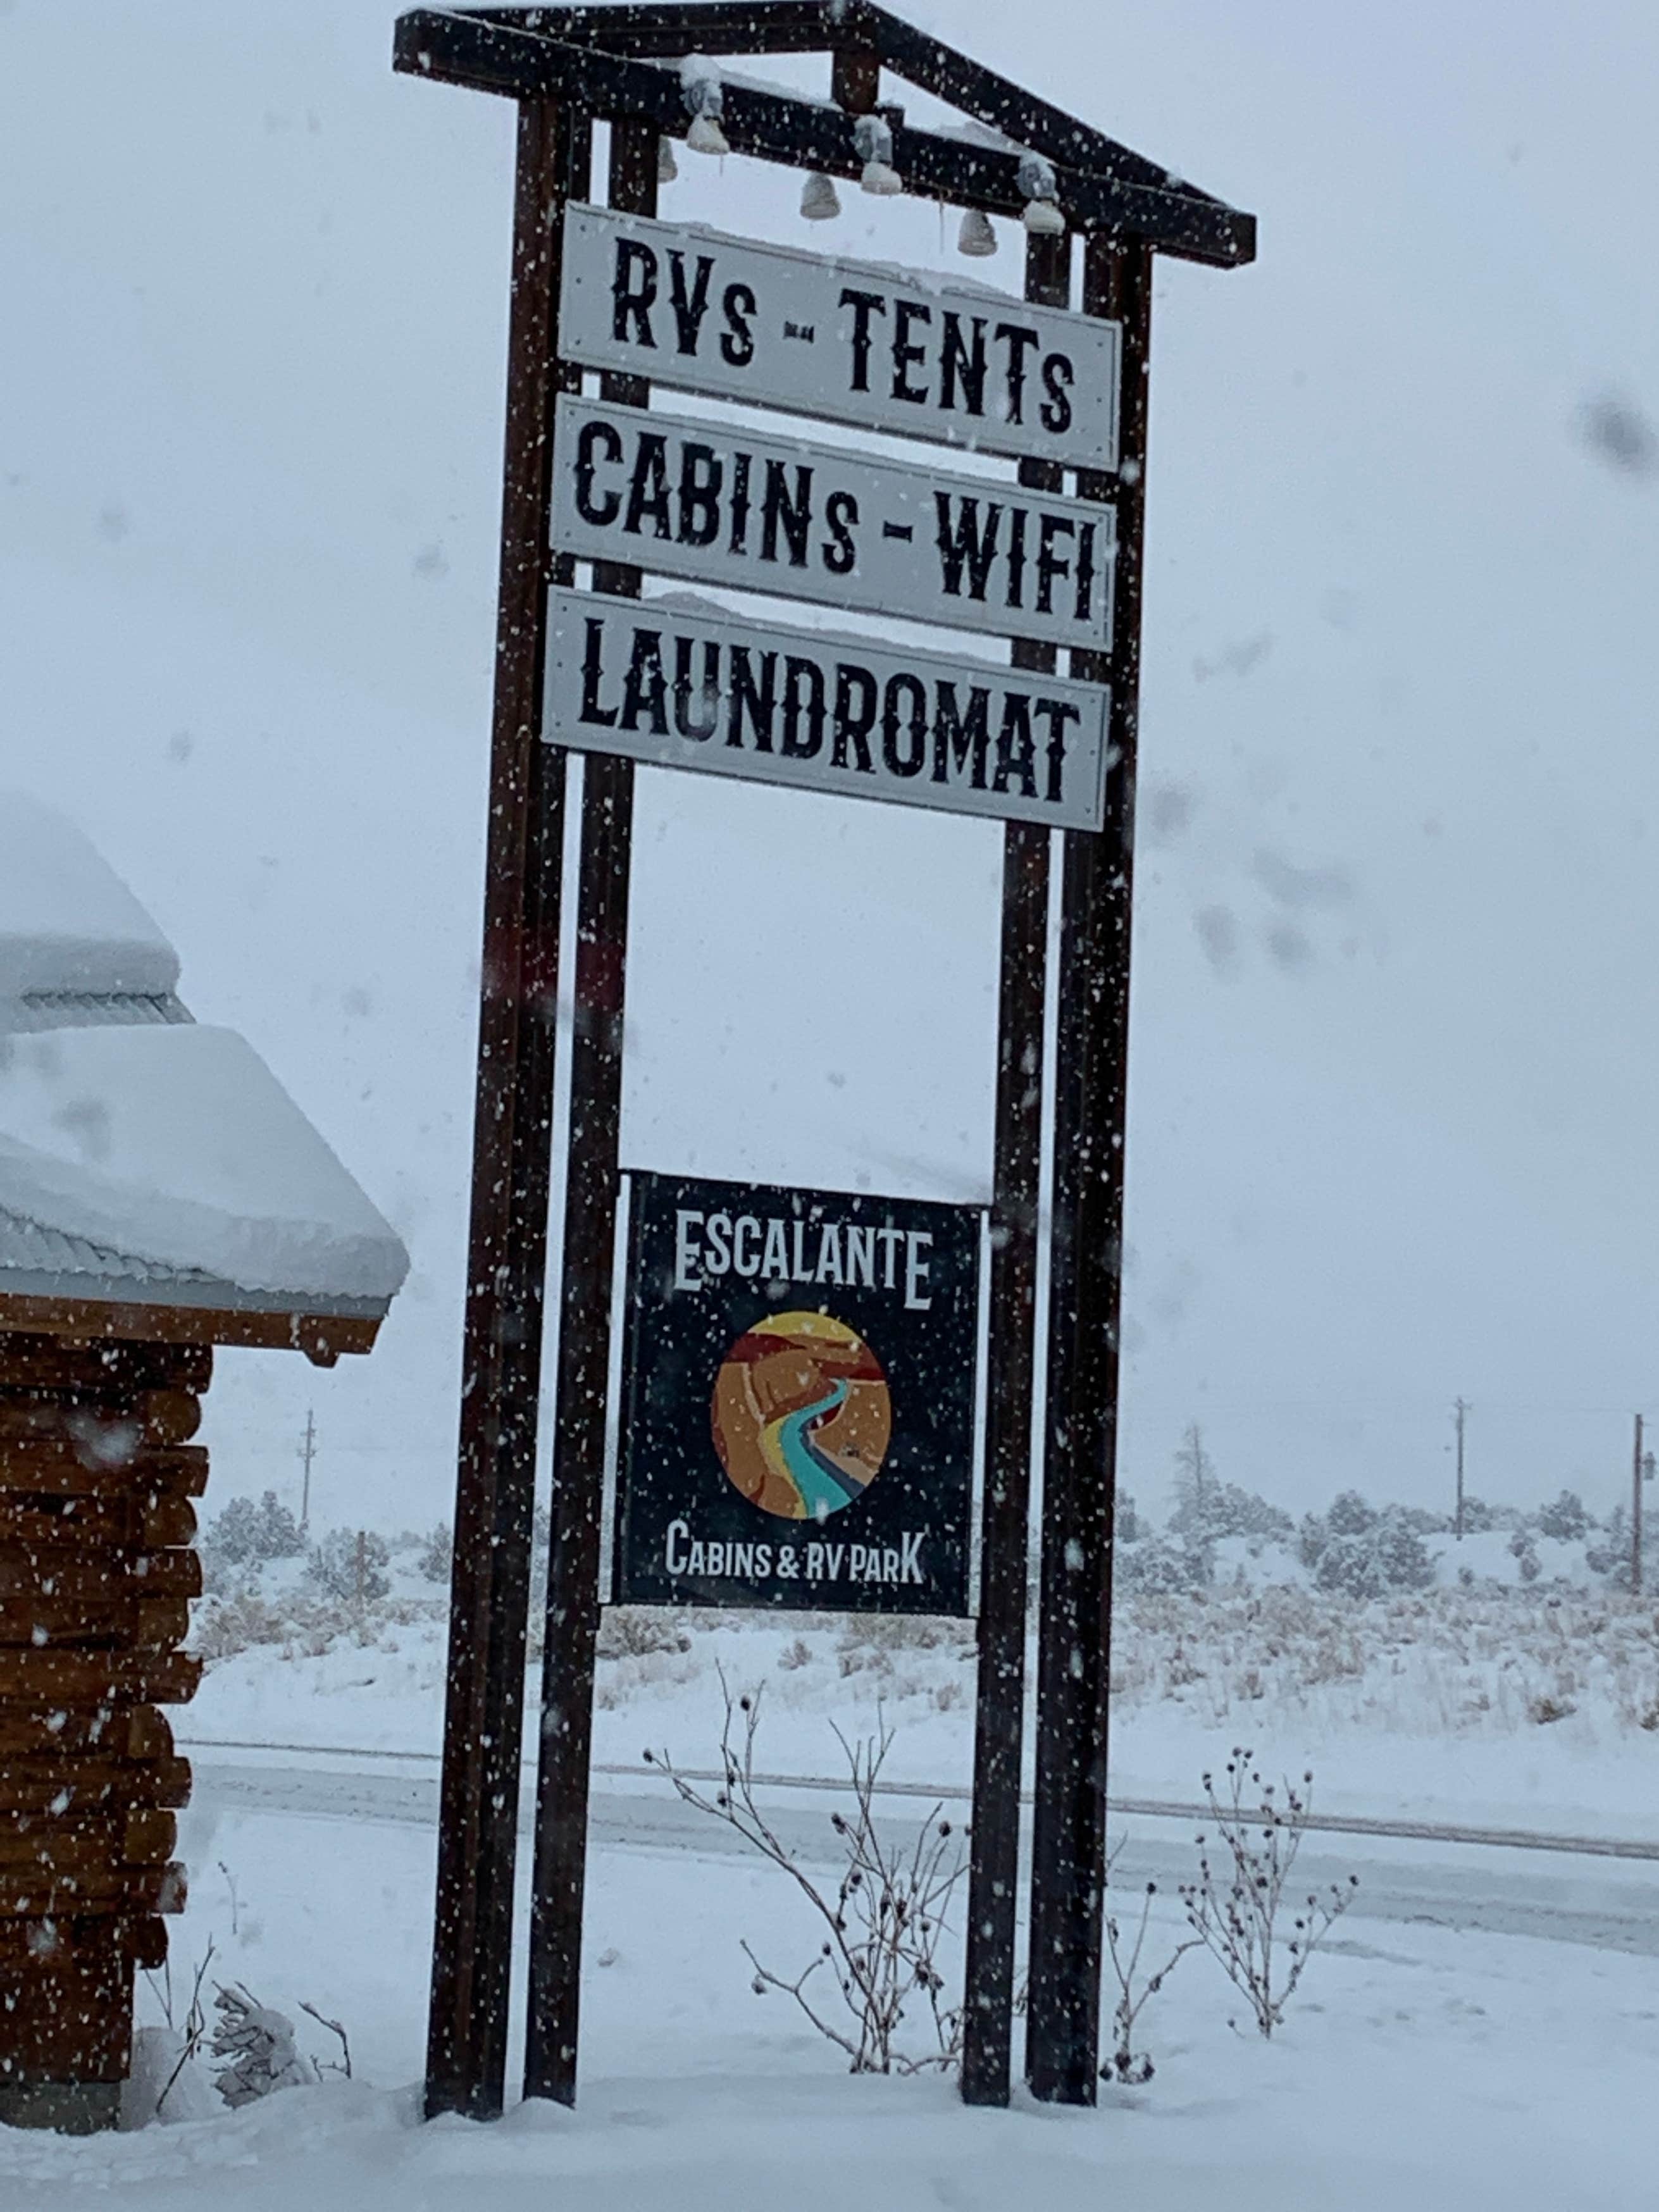 RVs - TENTs
CABINs - WIFI
LAUNDROMAT
ESCALANTE
CABINS & RV PARK